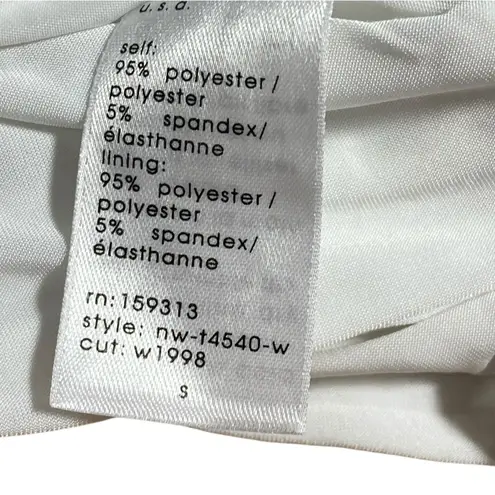 u.s.a.
self:
95% polyester /
polyester
5% spandex/
élasthanne
lining:
95% polyester /
polyester
5% spandex/
élasthanne
rn: 159313
style: nw-t4540-w
cut: w1998
s